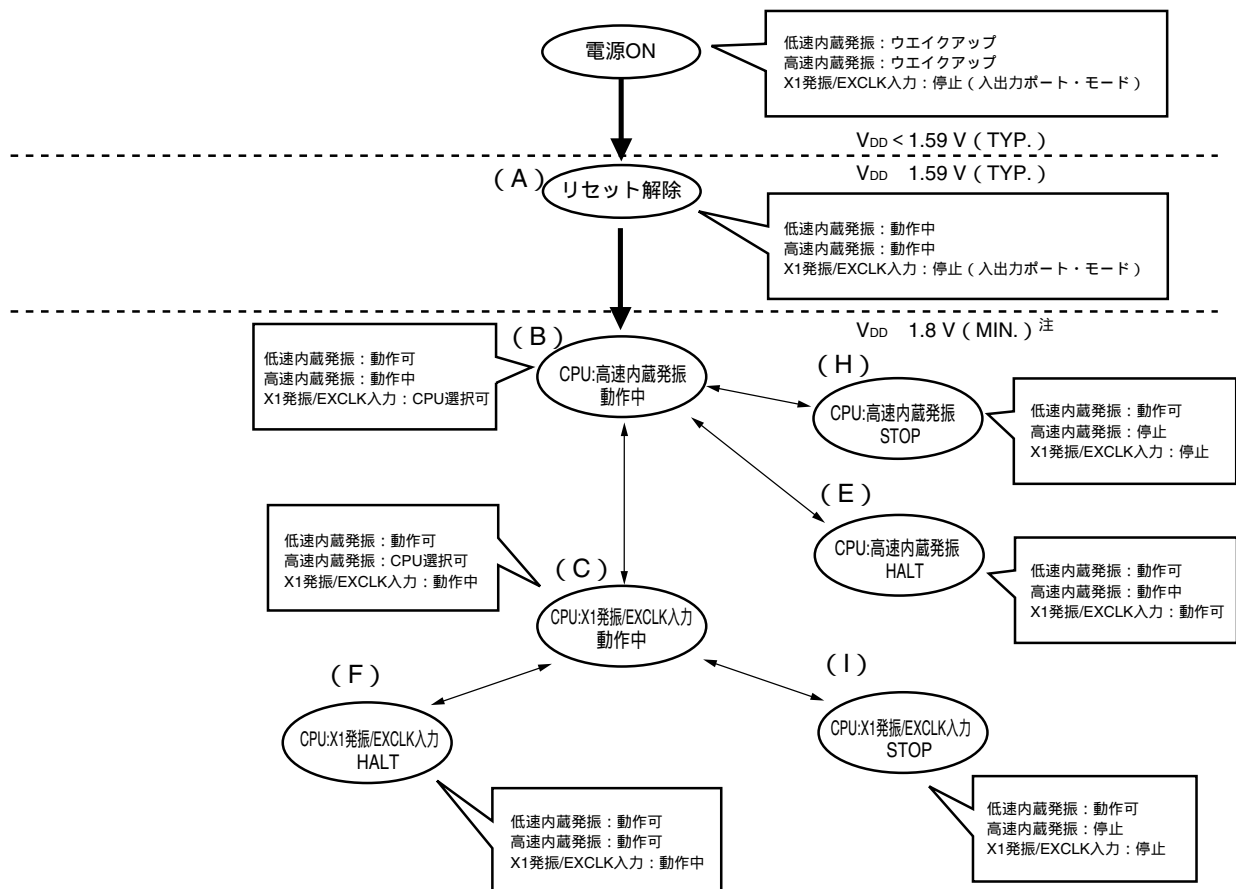 電源ON
低速内蔵発振：ウエイクアップ
高速内蔵発振：ウエイクアップ
X1発振/EXCLK入力：停止（入出力ポート・モード）
VDD < 1.59 V（TYP.）
VDD 1.59 V（TYP.）
（A）
リセット解除
低速内蔵発振：動作中
高速内蔵発振：動作中
X1発振/EXCLK入力：停止（入出力ポート・モード）
VDD 1.8 V（MIN.）注
（B）
低速内蔵発振：動作可
高速内蔵発振：動作中
X1発振/EXCLK入力：CPU選択可
CPU:高速内蔵発振
動作中
（H）
CPU:高速内蔵発振
STOP
低速内蔵発振：動作可
高速内蔵発振：停止
X1発振/EXCLK入力：停止
（E）
CPU:高速内蔵発振
HALT
低速内蔵発振：動作可
高速内蔵発振：動作中
X1発振/EXCLK入力：動作可
低速内蔵発振：動作可
高速内蔵発振：CPU選択可
X1発振/EXCLK入力：動作中
（C）
CPU:X1発振/EXCLK入力
動作中
（F）
CPU:X1発振/EXCLK入力
HALT
（I）
CPU:X1発振/EXCLK入力
STOP
低速内蔵発振：動作可
高速内蔵発振：動作可
X1発振/EXCLK入力：動作中
低速内蔵発振：動作可
高速内蔵発振：停止
X1発振/EXCLK入力：停止